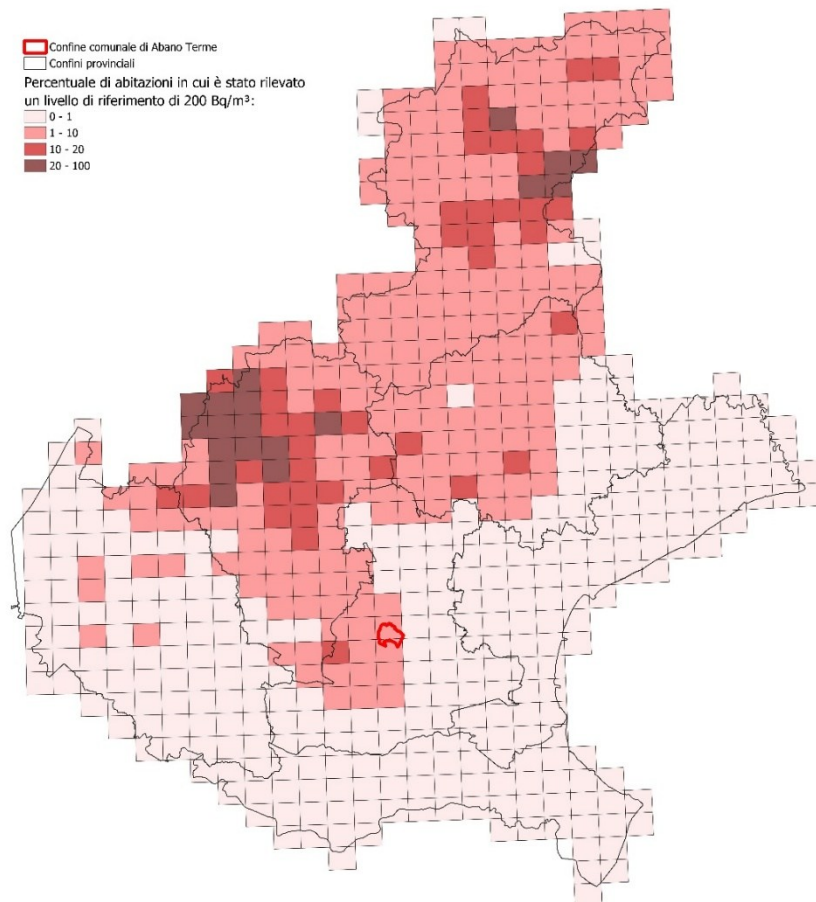 Confine comunale di Abano Terme
Confini provinciali
Percentuale di abitazioni in cui è stato rilevato
un livello di riferimento di 200 Bq/m³:
0 - 1
1 - 10
10 - 20
20 - 100